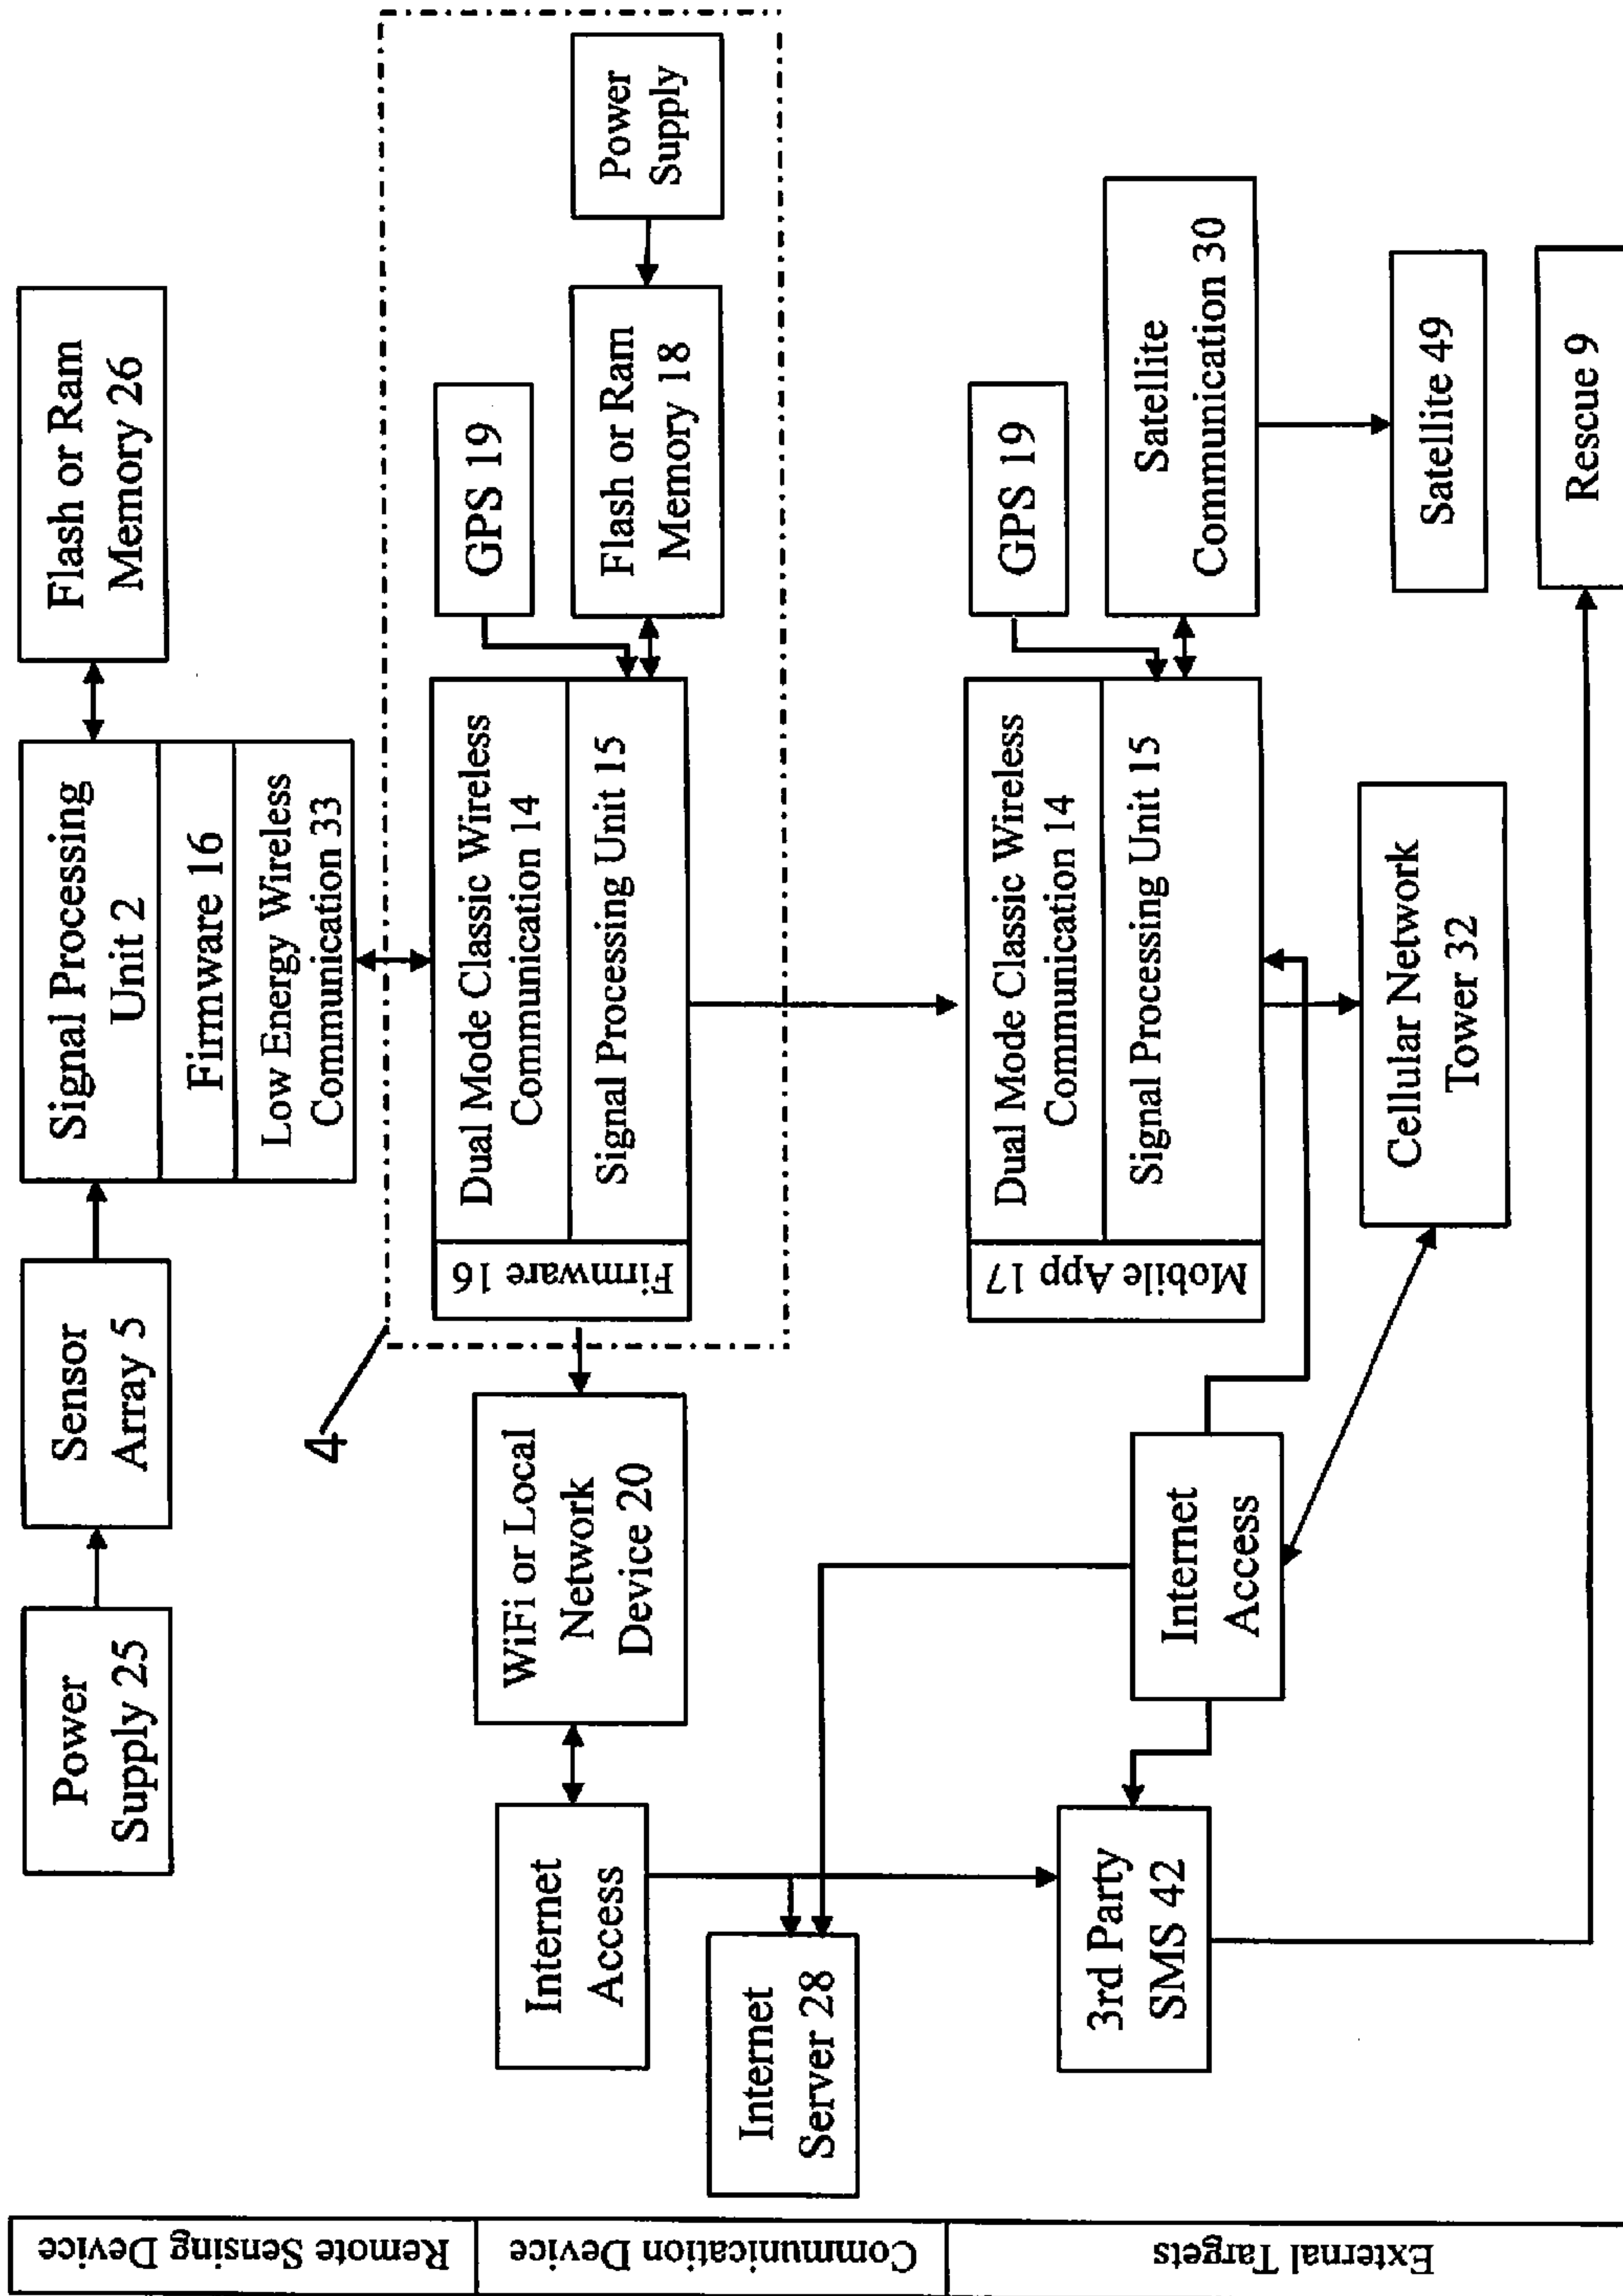 Remote Sensing Device
Power
Supply 25
Sensor
Array 5
Signal Processing
Unit 2
Firmware 16
Low Energy Wireless
Communication 33
Flash or Ram
Memory 26
4
Communication Device
Internet
Access
WiFi or Local
Network
Device 20
Firmware 16
Dual Mode Classic Wireless
Communication 14
Signal Processing Unit 15
GPS 19
Flash or Ram
Memory 18
Power
Supply
Internet
Server 28
External Targets
3rd Party
SMS 42
Internet
Access
Mobile App 17
Dual Mode Classic Wireless
Communication 14
Signal Processing Unit 15
GPS 19
Satellite
Communication 30
Cellular Network
Tower 32
Satellite 49
Rescue 9